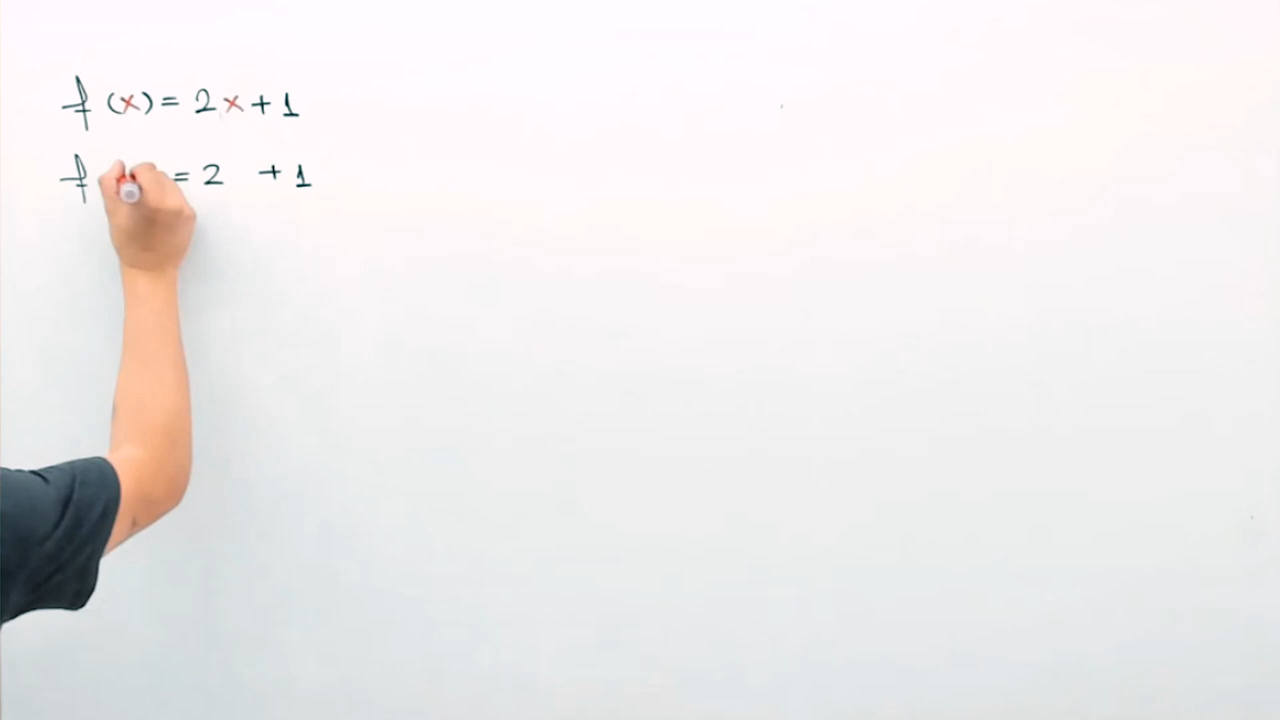 f (x) = 2x + 1
f = 2 + 1